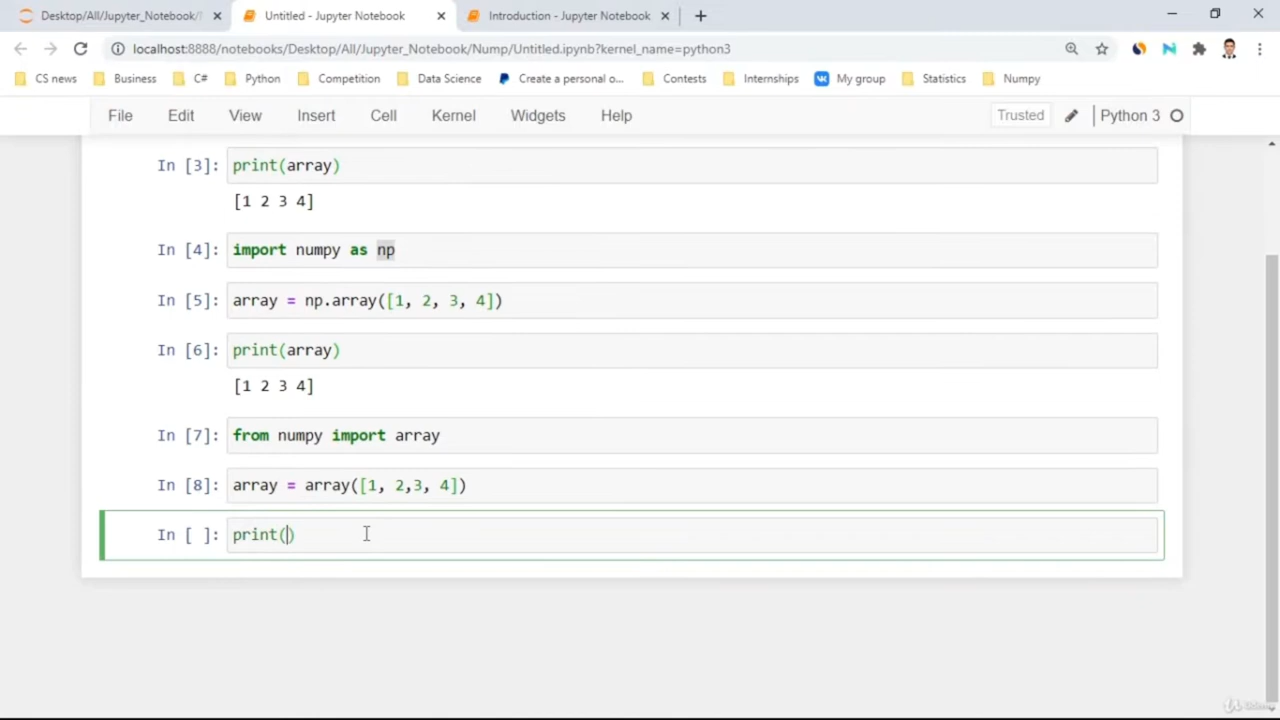 Desktop/All/Jupyter_Notebook/
Untitled - Jupyter Notebook
Introduction - Jupyter Notebook
localhost:8888/notebooks/Desktop/All/Jupyter_Notebook/Nump/Untitled.ipynb?kernel_name=python3
CS news
Business
C#
Python
Competition
Data Science
Create a personal o...
Contests
Internships
My group
Statistics
Numpy
File Edit View Insert Cell Kernel Widgets Help
Trusted
Python 3
In [3]: print(array)
[1 2 3 4]
In [4]: import numpy as np
In [5]: array = np.array([1, 2, 3, 4])
In [6]: print(array)
[1 2 3 4]
In [7]: from numpy import array
In [8]: array = array([1, 2,3, 4])
In [ ]: print()